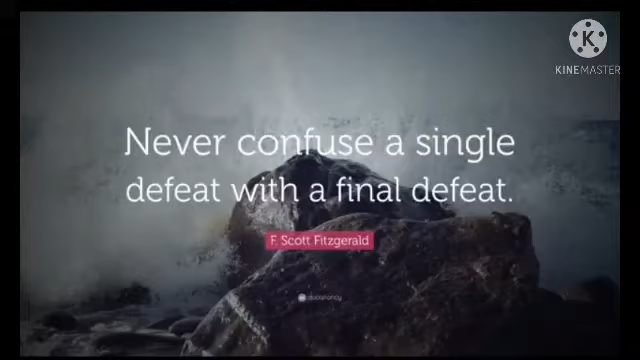 KINEMASTER
Never confuse a single
defeat with a final defeat.
F. Scott Fitzgerald